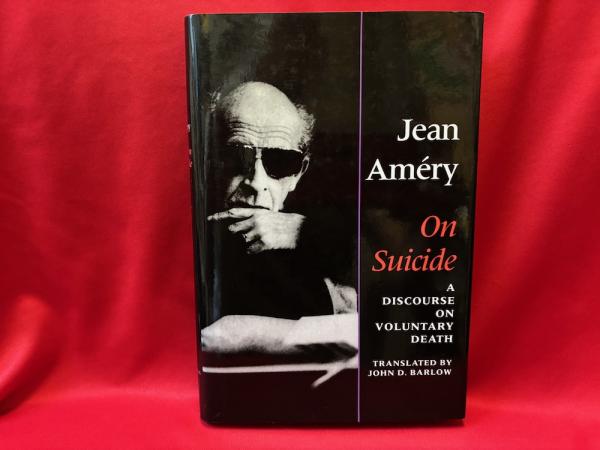 Jean
Améry
On
Suicide
A
DISCOURSE
ON
VOLUNTARY
DEATH
TRANSLATED BY
JOHN D. BARLOW